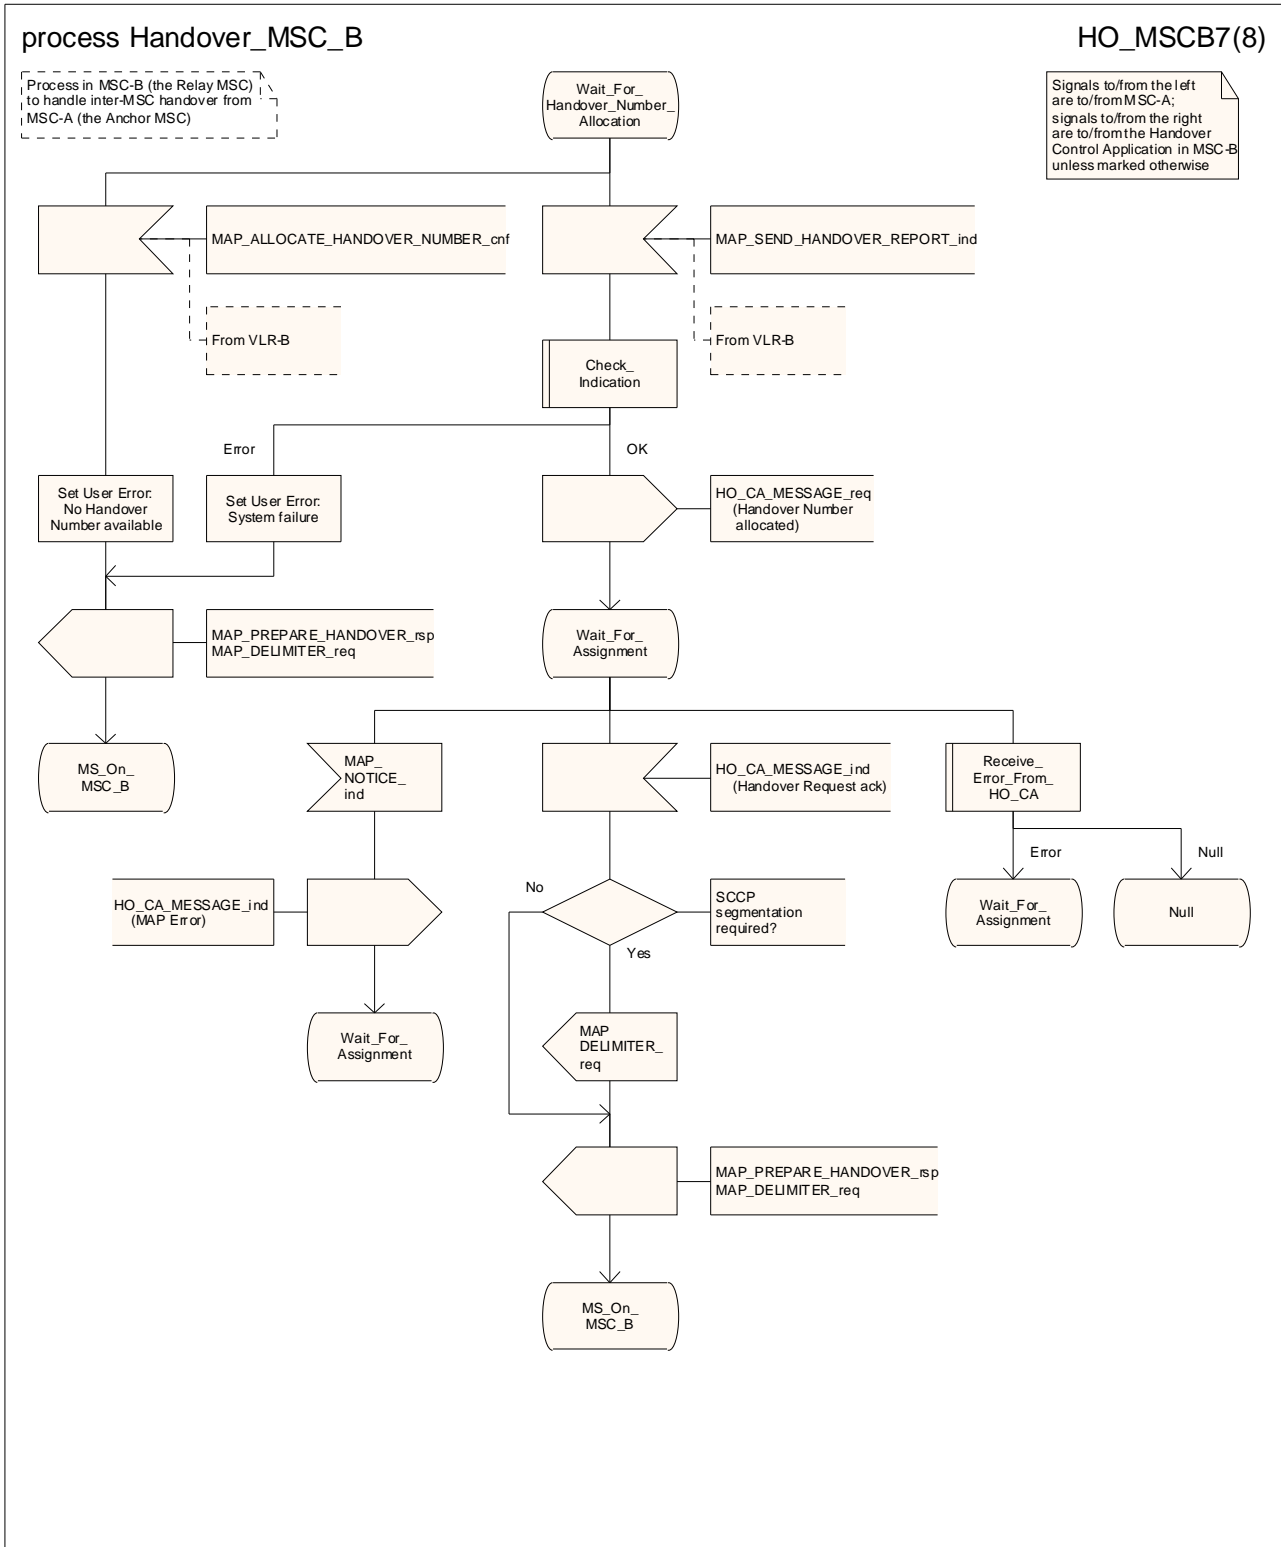 process Handover_MSC_B
HO_MSCB7(8)
Process in MSC-B (the Relay MSC)
to handle inter-MSC handover from
MSC-A (the Anchor MSC)
Wait_For_
Handover_Number_
Allocation
Signals to/from the left
are to/from MSC-A;
signals to/from the right
are to/from the Handover
Control Application in MSC-B
unless marked otherwise
MAP_ALLOCATE_HANDOVER_NUMBER_cnf
MAP_SEND_HANDOVER_REPORT_ind
From VLR-B
From VLR-B
Check_
Indication
Error
OK
Set User Error:
No Handover
Number available
Set User Error:
System failure
HO_CA_MESSAGE_req
(Handover Number
allocated)
MAP_PREPARE_HANDOVER_rsp
MAP_DELIMITER_req
Wait_For_
Assignment
MS_On_
MSC_B
MAP_
NOTICE_
ind
HO_CA_MESSAGE_ind
(Handover Request ack)
Receive_
Error_From_
HO_CA
Error
Null
HO_CA_MESSAGE_ind
(MAP Error)
No
SCCP
segmentation
required?
Yes
Wait_For_
Assignment
Null
Wait_For_
Assignment
MAP
DELIMITER_
req
MAP_PREPARE_HANDOVER_rsp
MAP_DELIMITER_req
MS_On_
MSC_B